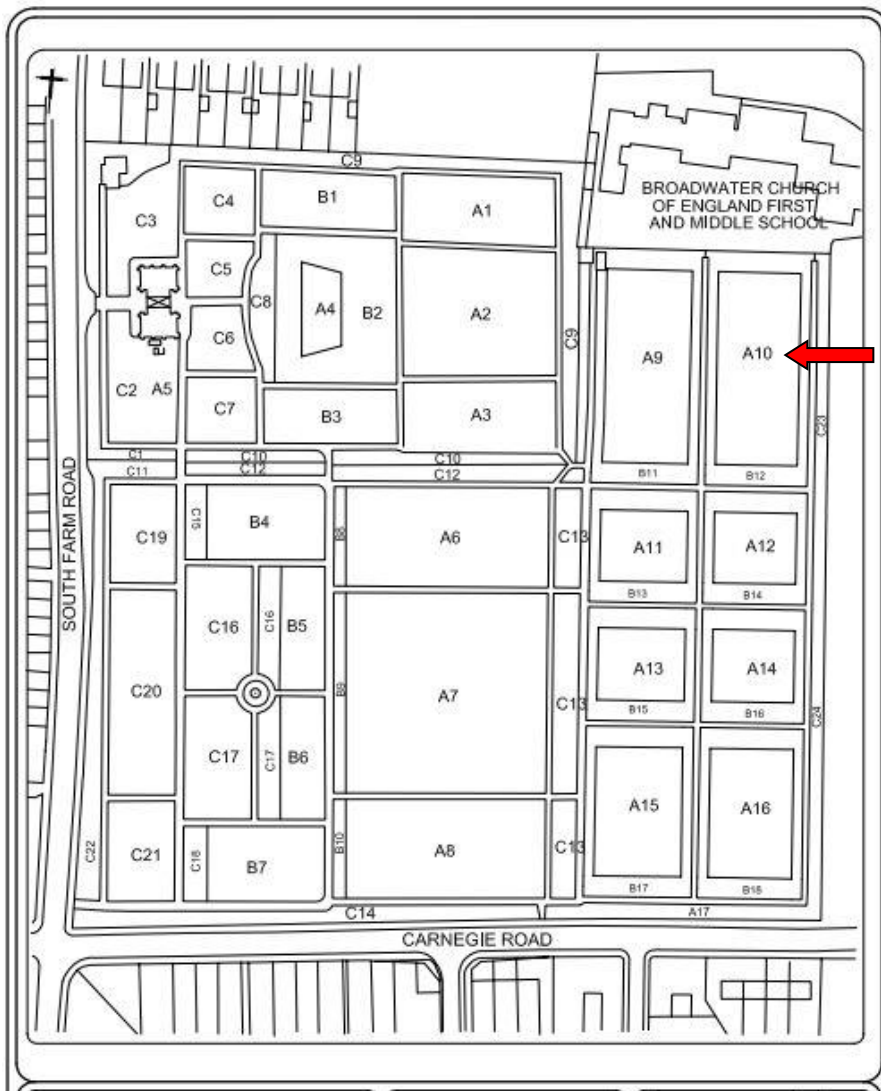 C9
BROADWATER CHURCH
OF ENGLAND FIRST
AND MIDDLE SCHOOL
C4
B1
A1
C3
C5
C8
A4
B2
A2
C9
C6
A9
A10
C2
A5
C7
B3
A3
C23
C1
C10
C10
C11
C12
C12
B11
B12
SOUTH FARM ROAD
C19
C15
B4
B8
A6
C13
A11
A12
B13
B14
C16
C16
B5
A13
A14
C20
B9
A7
C13
B15
B16
C24
C17
C17
B6
A15
A16
C22
C21
C18
B7
B10
A8
C13
B17
B18
C14
A17
CARNEGIE ROAD